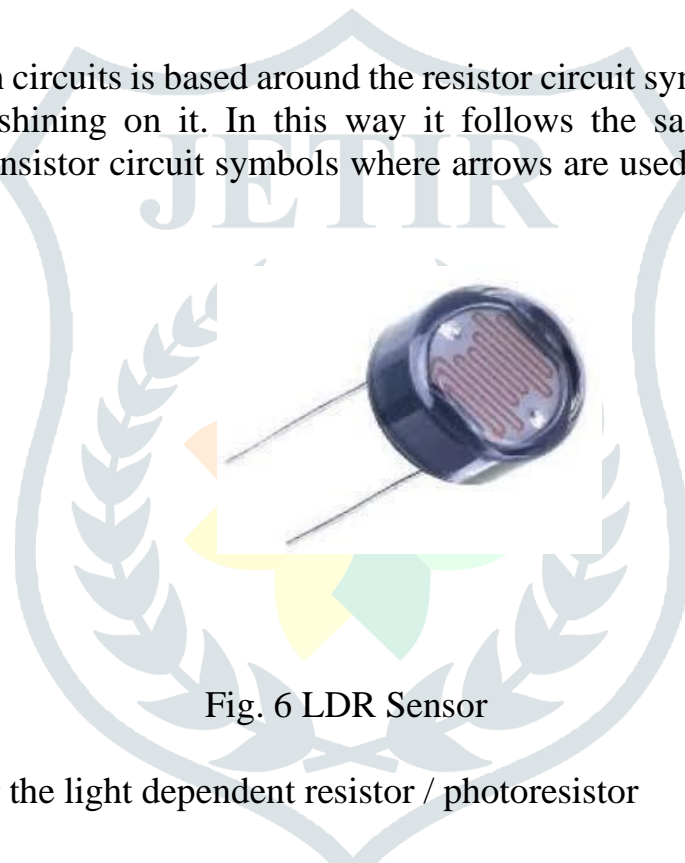 n circuits is based around the resistor circuit sym
shining on it. In this way it follows the sa
nsistor circuit symbols where arrows are used
JETIR
Fig. 6 LDR Sensor
the light dependent resistor / photoresistor